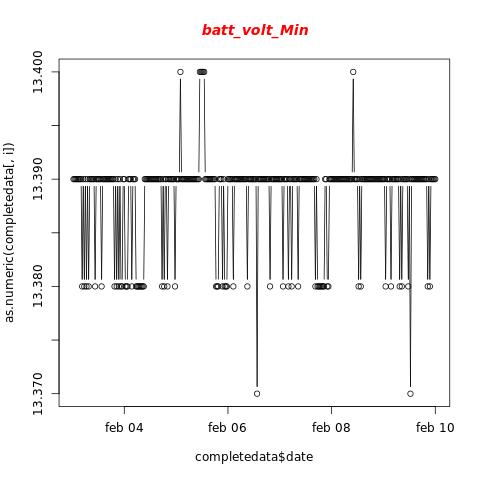 batt_volt_Min
as.numeric(completedata[, i])
13.400
13.390
13.380
13.370
feb 04
feb 06
feb 08
feb 10
completedata$date